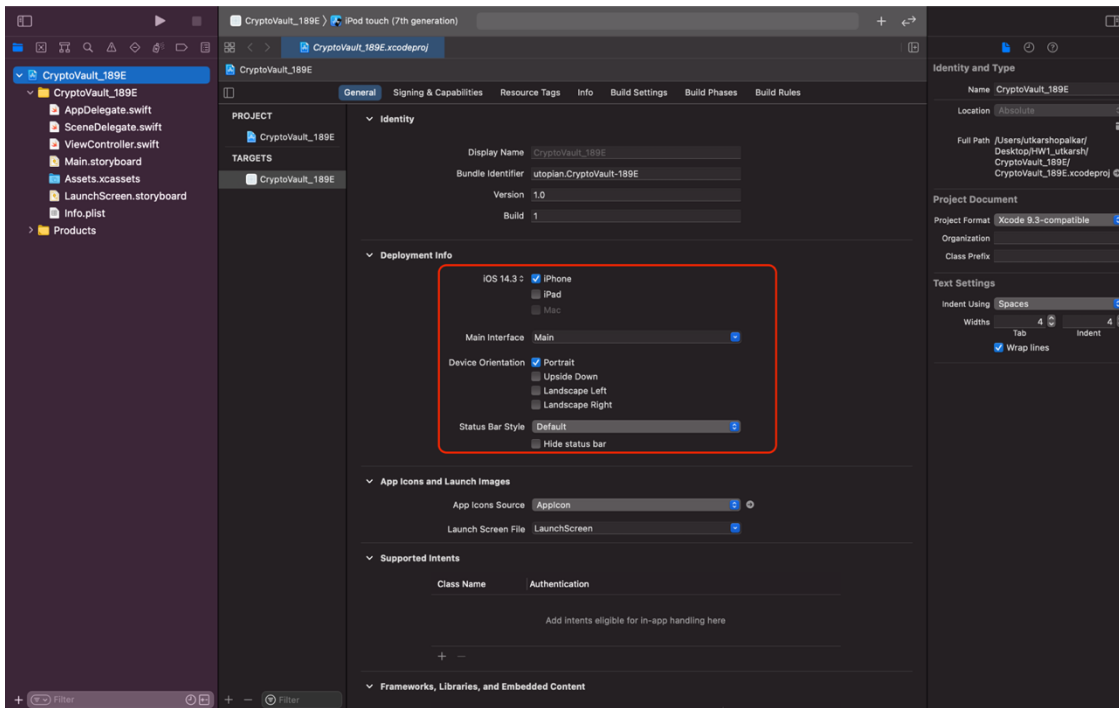 CryptoVault_189E 〉 iPod touch (7th generation)
CryptoVault_189E.xcodeproj
CryptoVault_189E
CryptoVault_189E
AppDelegate.swift
SceneDelegate.swift
ViewController.swift
Main.storyboard
Assets.xcassets
LaunchScreen.storyboard
Info.plist
Products
Filter
CryptoVault_189E
General Signing & Capabilities Resource Tags Info Build Settings Build Phases Build Rules
PROJECT
CryptoVault_189E
TARGETS
CryptoVault_189E
Filter
Identity
Display Name CryptoVault_189E
Bundle Identifier utopian.CryptoVault-189E
Version 1.0
Build 1
Deployment Info
iOS 14.3 iPhone
iPad
Mac
Main Interface Main
Device Orientation Portrait
Upside Down
Landscape Left
Landscape Right
Status Bar Style Default
Hide status bar
App Icons and Launch Images
App Icons Source AppIcon
Launch Screen File LaunchScreen
Supported Intents
Class Name Authentication
Add intents eligible for in-app handling here
Frameworks, Libraries, and Embedded Content
Identity and Type
Name CryptoVault_189E
Location Absolute
Full Path /Users/utkarshopalkar/
Desktop/HW1_utkarsh/
CryptoVault_189E/
CryptoVault_189E.xcodeproj
Project Document
Project Format Xcode 9.3-compatible
Organization
Class Prefix
Text Settings
Indent Using Spaces
Widths 4 4
Tab Indent
Wrap lines